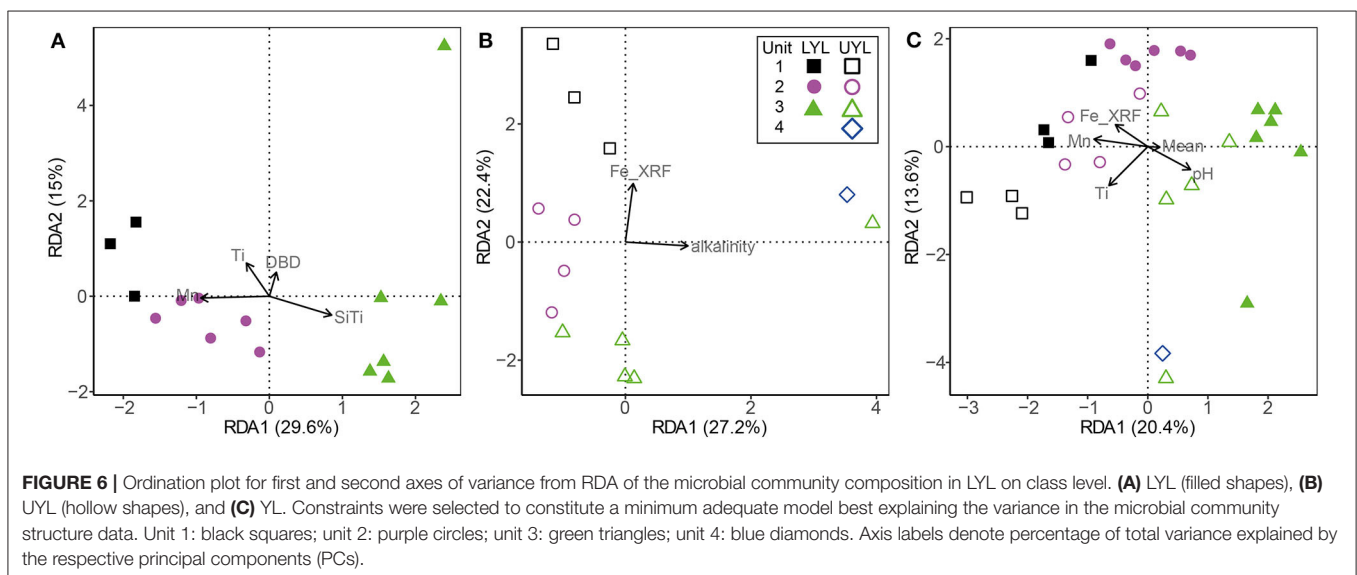 A
RDA2 (15%)
4
2
0
−2
Ti
DBD
Mn
SiTi
−2 −1 0 1 2
RDA1 (29.6%)
B
RDA2 (22.4%)
2
0
−2
Unit LYL UYL
1
2
3
4
Fe_XRF
alkalinity
0 4
RDA1 (27.2%)
C
RDA2 (13.6%)
2
0
−2
−4
Fe_XRF
Mn
Mean
pH
Ti
−3 −2 −1 0 1 2
RDA1 (20.4%)
FIGURE 6 | Ordination plot for first and second axes of variance from RDA of the microbial community composition in LYL on class level. (A) LYL (filled shapes), (B)
UYL (hollow shapes), and (C) YL. Constraints were selected to constitute a minimum adequate model best explaining the variance in the microbial community
structure data. Unit 1: black squares; unit 2: purple circles; unit 3: green triangles; unit 4: blue diamonds. Axis labels denote percentage of total variance explained by
the respective principal components (PCs).